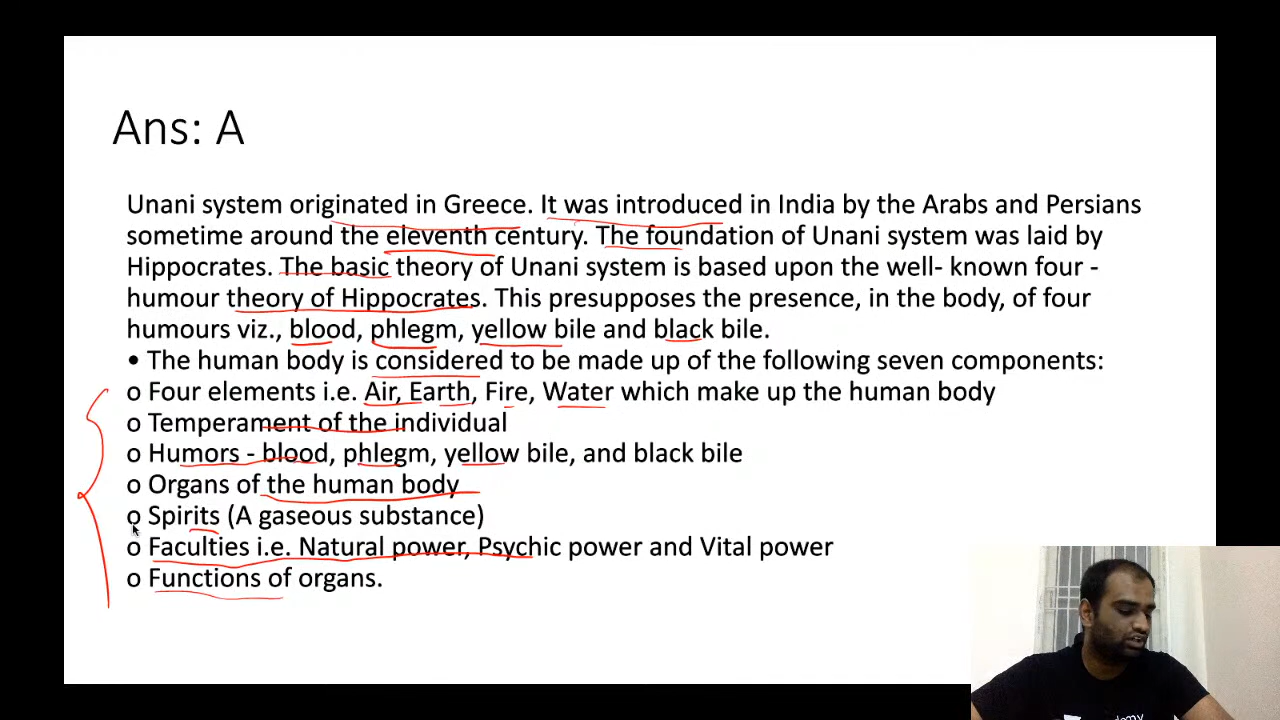 Ans: A
Unani system originated in Greece. It was introduced in India by the Arabs and Persians
sometime around the eleventh century. The foundation of Unani system was laid by
Hippocrates. The basic theory of Unani system is based upon the well- known four -
humour theory of Hippocrates. This presupposes the presence, in the body, of four
humours viz., blood, phlegm, yellow bile and black bile.
• The human body is considered to be made up of the following seven components:
o Four elements i.e. Air, Earth, Fire, Water which make up the human body
o Temperament of the individual
o Humors - blood, phlegm, yellow bile, and black bile
o Organs of the human body
o Spirits (A gaseous substance)
o Faculties i.e. Natural power, Psychic power and Vital power
o Functions of organs.